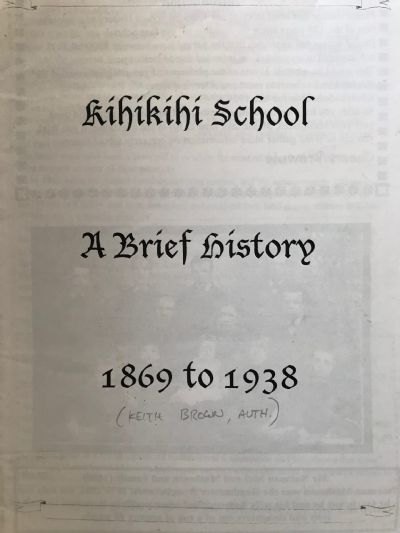 Kihikihi School
A Brief History
1869 to 1938
(KEITH BROWN, AUTH.)